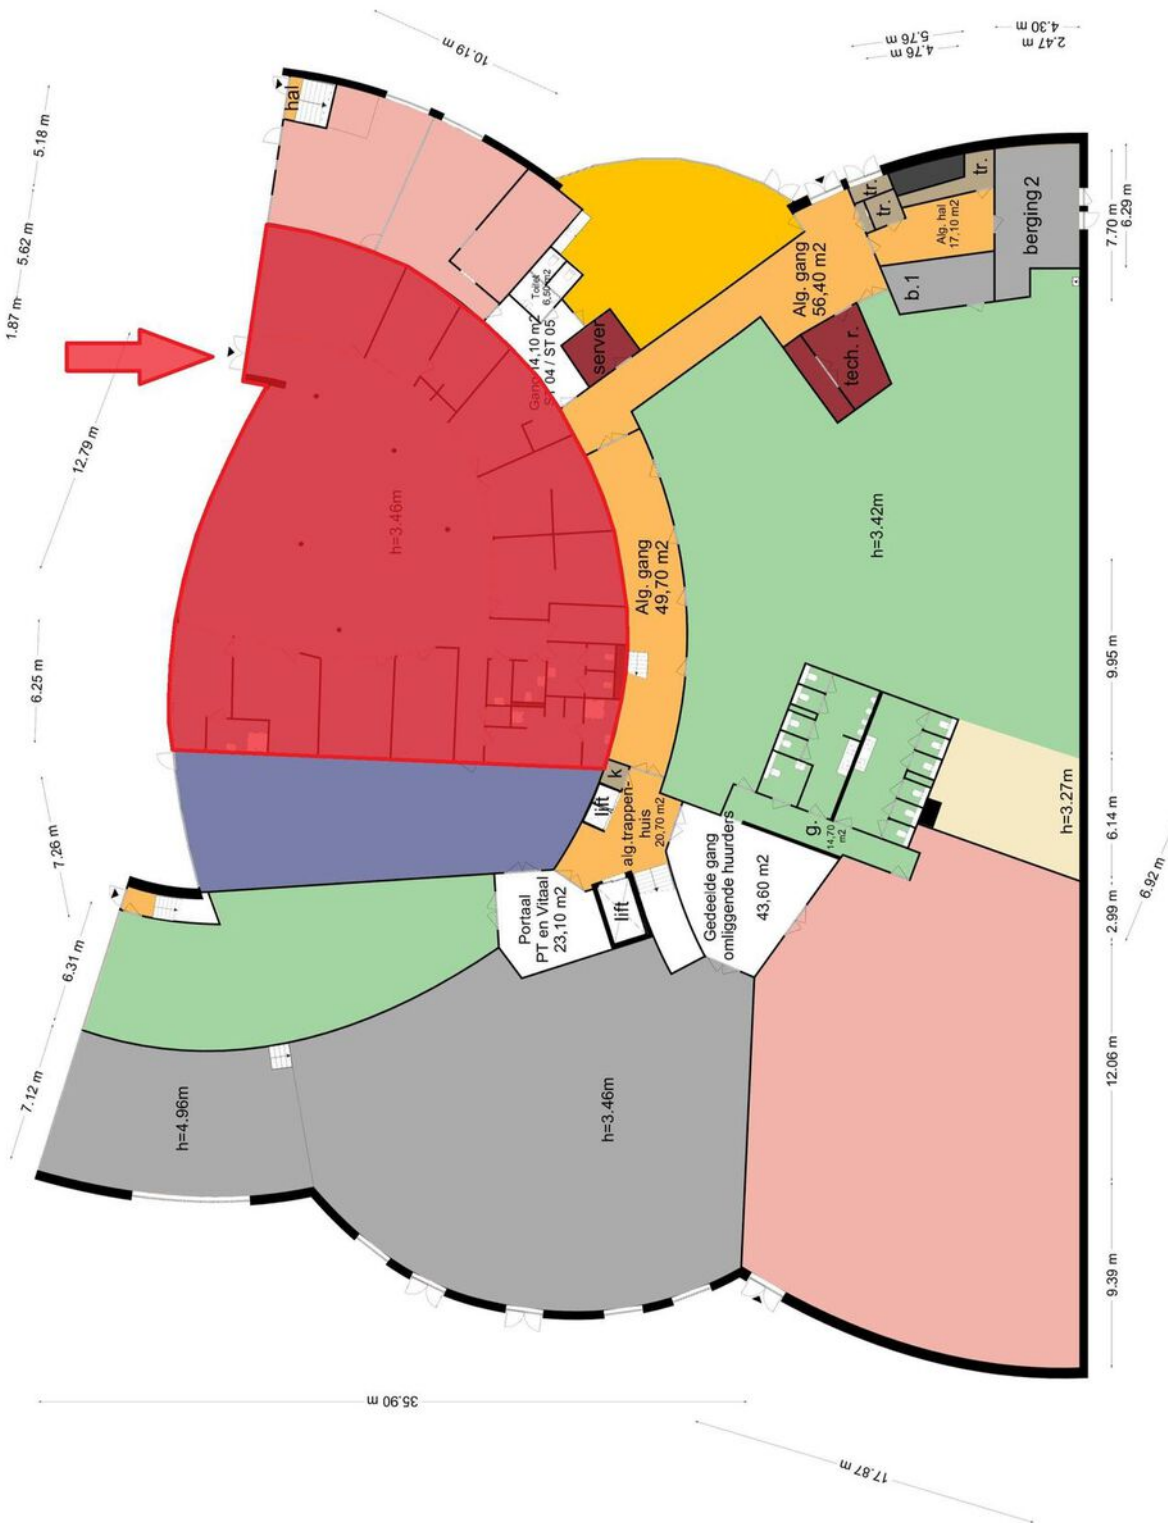 10.19 m
4.30 m
2.47 m
5.76 m
4.76 m
5.18 m
5.62 m
1.87 m
12.79 m
6.25 m
7.26 m
6.31 m
7.12 m
hal
Toilet
6,50 m2
Gang 14,10 m2
ST 04 / ST 05
server
Alg. gang
56,40 m2
tr.
tr.
tr.
Alg. hal
17,10 m2
berging 2
b.1
tech. r.
7.70 m
6.29 m
h=3.46m
Alg. gang
49,70 m2
h=3.42m
9.95 m
k
lift
alg.trappen-
huis
20,70 m2
g.
14,70
m2
h=3.27m
6.14 m
6.92 m
2.99 m
Portaal
PT en Vitaal
23,10 m2
lift
Gedeelde gang
omliggende huurders
43,60 m2
h=4.96m
h=3.46m
12.06 m
9.39 m
35.90 m
17.87 m